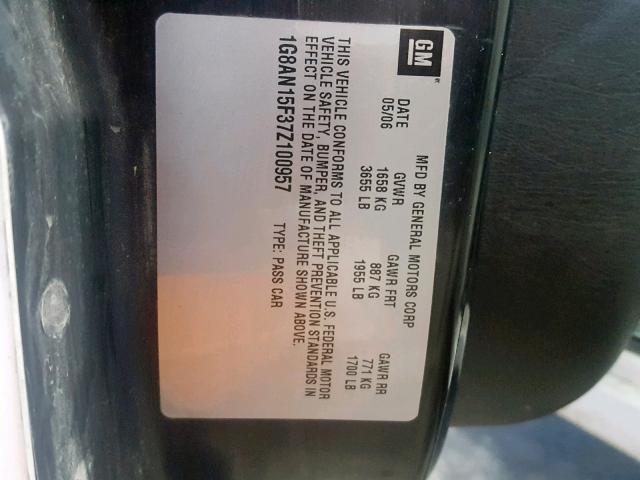 GM
MFD BY GENERAL MOTORS CORP
DATE GVWR GAWR FRT GAWR RR
05/06 1658 KG 887 KG 771 KG
3655 LB 1955 LB 1700 LB
THIS VEHICLE CONFORMS TO ALL APPLICABLE U.S. FEDERAL MOTOR
VEHICLE SAFETY, BUMPER, AND THEFT PREVENTION STANDARDS IN
EFFECT ON THE DATE OF MANUFACTURE SHOWN ABOVE.
1G8AN15F37Z100957 TYPE: PASS CAR